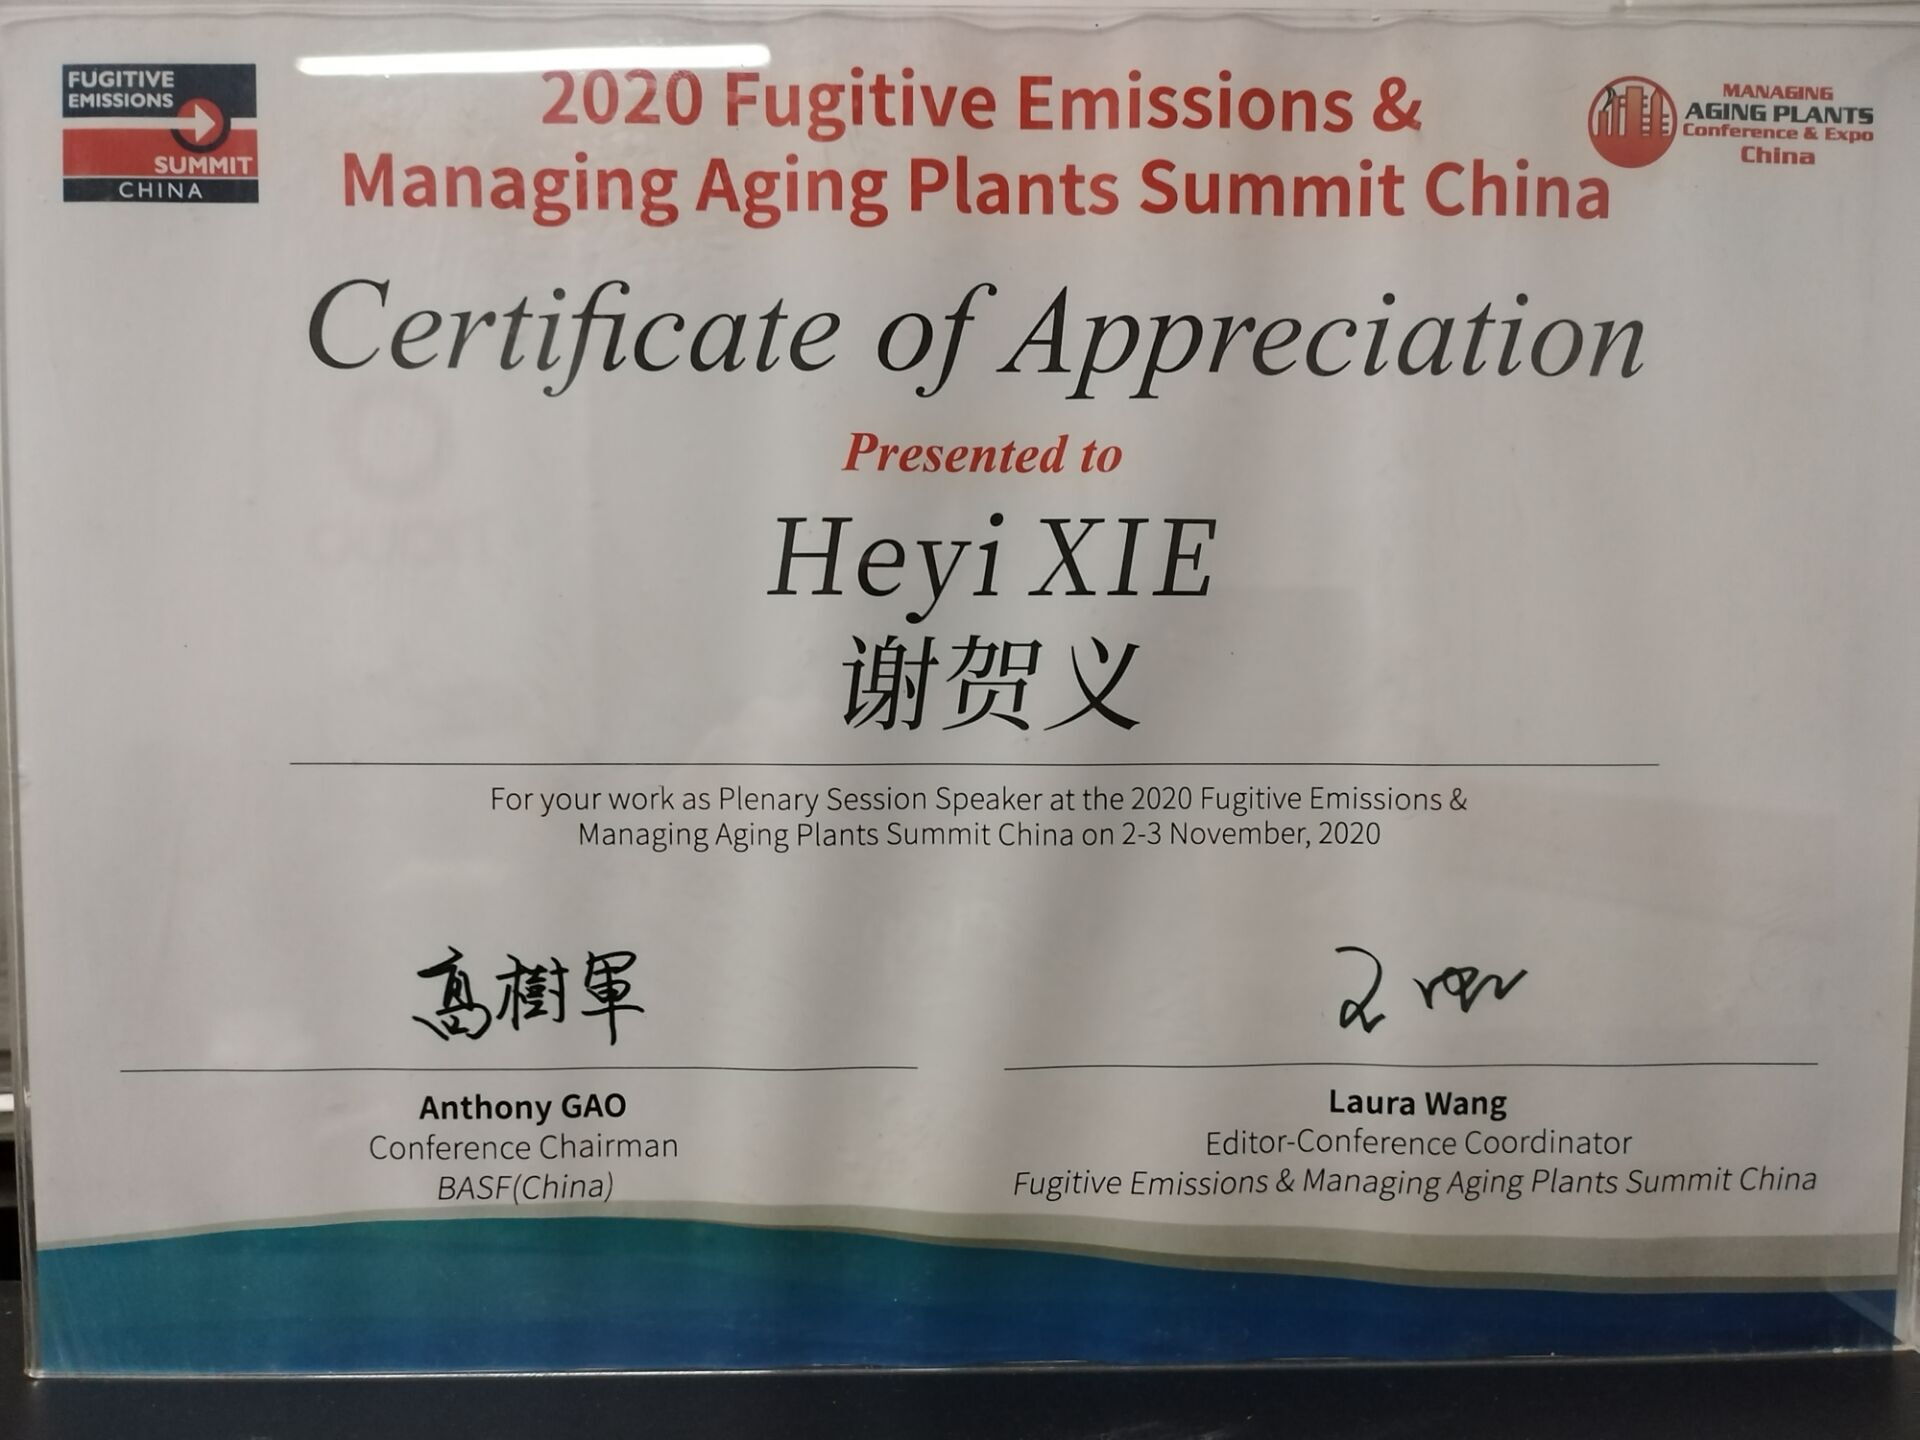 FUGITIVE
EMISSIONS
SUMMIT
CHINA
2020 Fugitive Emissions &
Managing Aging Plants Summit China
MANAGING
AGING PLANTS
Conference & Expo
China
Certificate of Appreciation
Presented to
Heyi XIE
谢贺义
For your work as Plenary Session Speaker at the 2020 Fugitive Emissions &
Managing Aging Plants Summit China on 2-3 November, 2020
高樹軍
Anthony GAO
Conference Chairman
BASF(China)
Laura Wang
Editor-Conference Coordinator
Fugitive Emissions & Managing Aging Plants Summit China